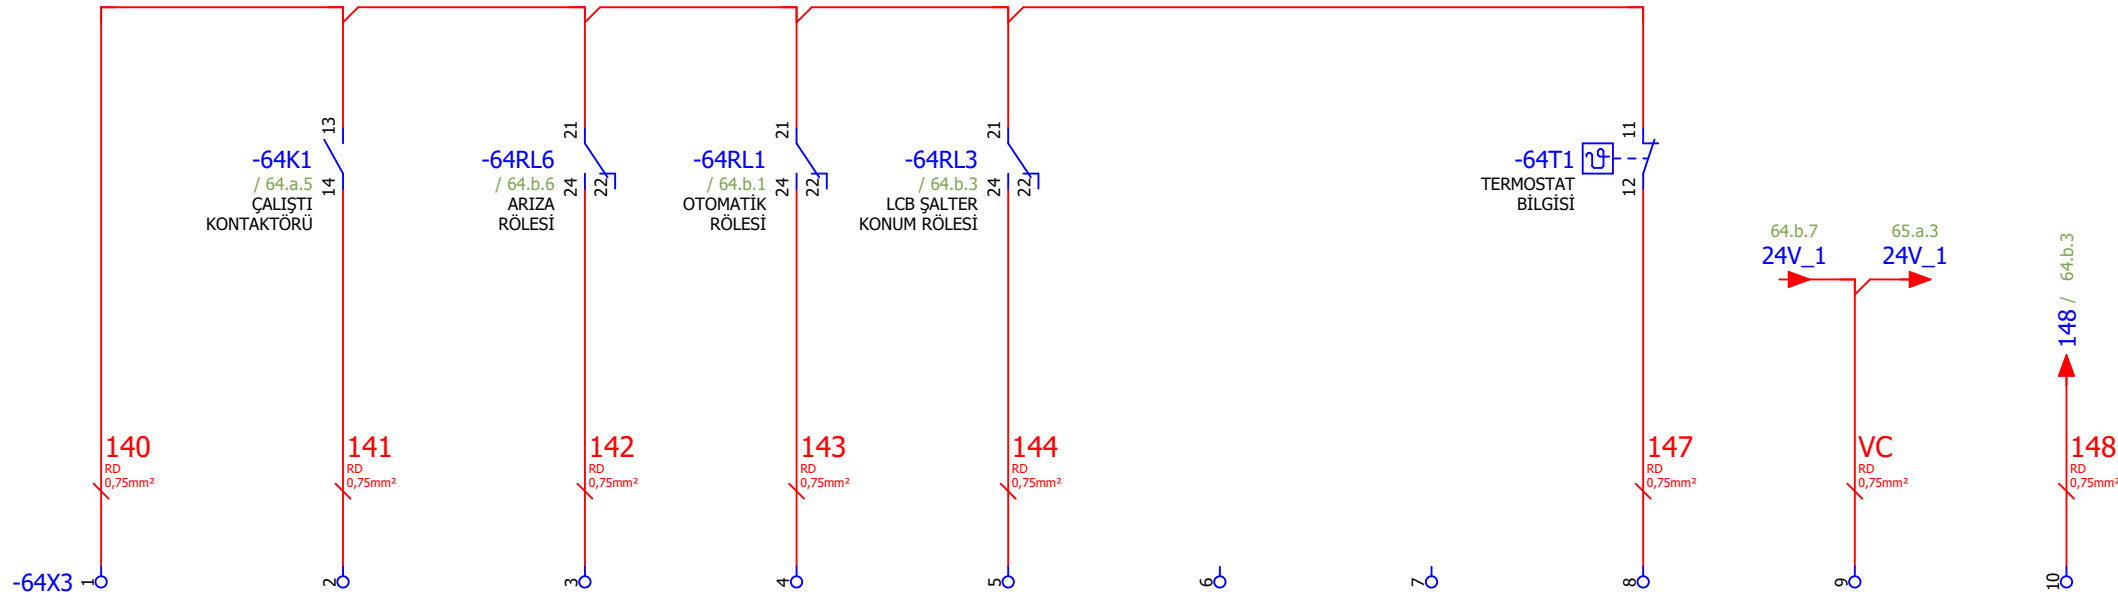 13
-64K1
/ 64.a.5
14
ÇALIŞTI
KONTAKTÖRÜ
21
-64RL6
/ 64.b.6
24
22
ARIZA
RÖLESİ
21
-64RL1
/ 64.b.1
24
22
OTOMATİK
RÖLESİ
21
-64RL3
/ 64.b.3
24
22
LCB ŞALTER
KONUM RÖLESİ
11
-64T1
ϑ
12
TERMOSTAT
BİLGİSİ
64.b.7
24V_1
65.a.3
24V_1
148 / 64.b.3
140
RD
0,75mm²
141
RD
0,75mm²
142
RD
0,75mm²
143
RD
0,75mm²
144
RD
0,75mm²
147
RD
0,75mm²
VC
RD
0,75mm²
148
RD
0,75mm²
-64X3
1
2
3
4
5
6
7
8
9
10